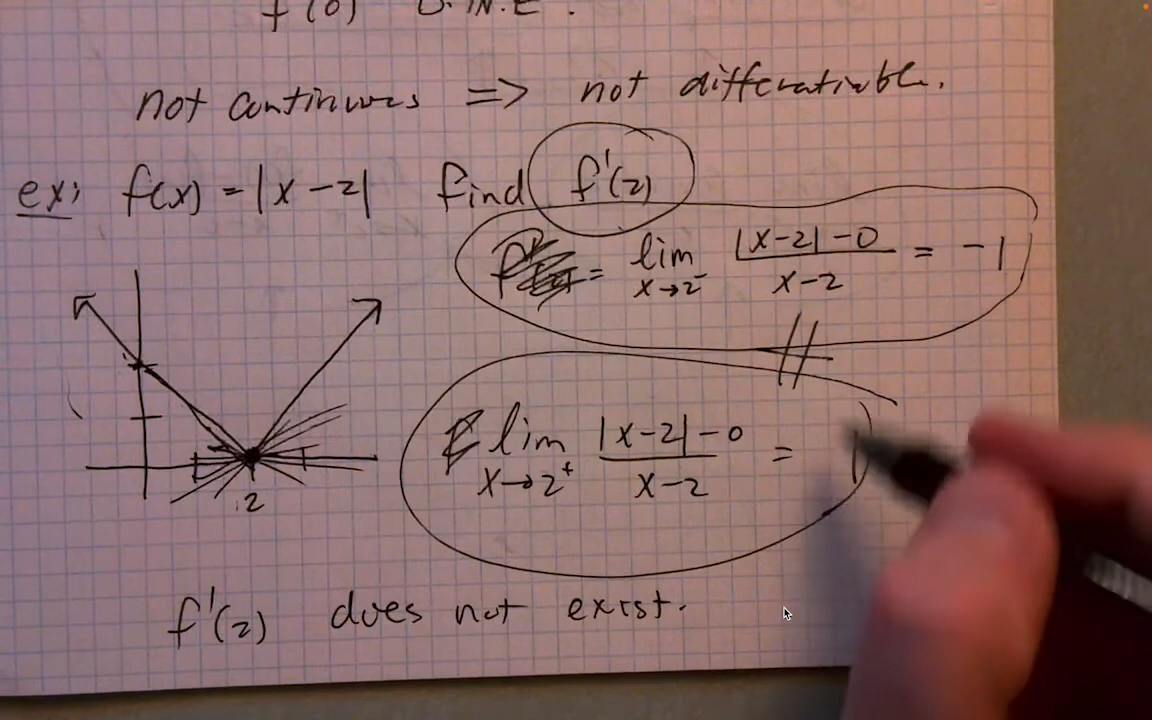 f'(0) D.N.E.
not continuous => not differentiable.
ex: f(x) = |x-2| find f'(2)
= lim x→2⁻ |x-2|-0 / x-2 = -1
lim x→2⁺ |x-2|-0 / x-2 = 1
2
f'(2) does not exist.